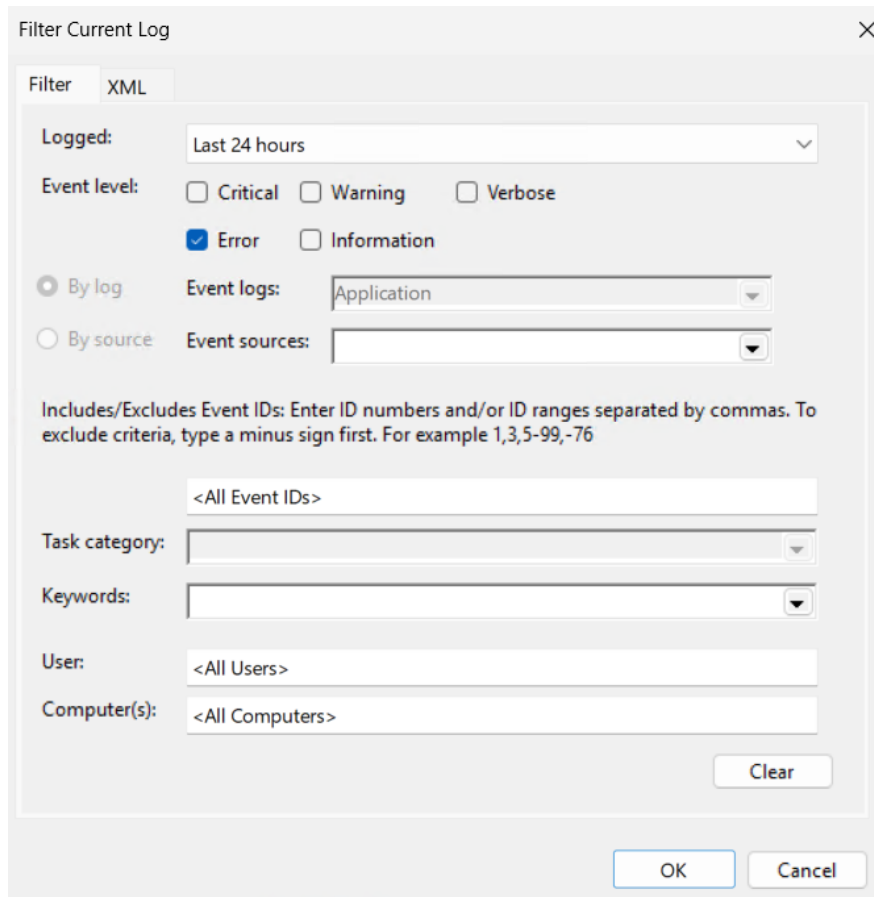 Filter Current Log
Filter XML
Logged: Last 24 hours
Event level: Critical Warning Verbose
Error Information
By log Event logs: Application
By source Event sources:
Includes/Excludes Event IDs: Enter ID numbers and/or ID ranges separated by commas. To
exclude criteria, type a minus sign first. For example 1,3,5-99,-76
<All Event IDs>
Task category:
Keywords:
User: <All Users>
Computer(s): <All Computers>
Clear
OK Cancel